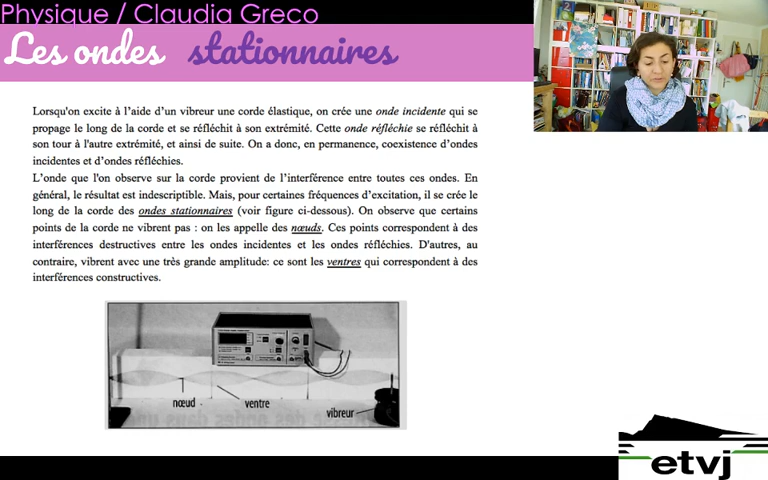 Physique / Claudia Greco
Les ondes stationnaires
Lorsqu'on excite à l'aide d'un vibreur une corde élastique, on crée une onde incidente qui se
propage le long de la corde et se réfléchit à son extrémité. Cette onde réfléchie se réfléchit à
son tour à l'autre extrémité, et ainsi de suite. On a donc, en permanence, coexistence d'ondes
incidentes et d'ondes réfléchies.
L'onde que l'on observe sur la corde provient de l'interférence entre toutes ces ondes. En
général, le résultat est indescriptible. Mais, pour certaines fréquences d'excitation, il se crée le
long de la corde des ondes stationnaires (voir figure ci-dessous). On observe que certains
points de la corde ne vibrent pas : on les appelle des nœuds. Ces points correspondent à des
interférences destructives entre les ondes incidentes et les ondes réfléchies. D'autres, au
contraire, vibrent avec une très grande amplitude: ce sont les ventres qui correspondent à des
interférences constructives.
nœud
ventre
vibreur
etvj